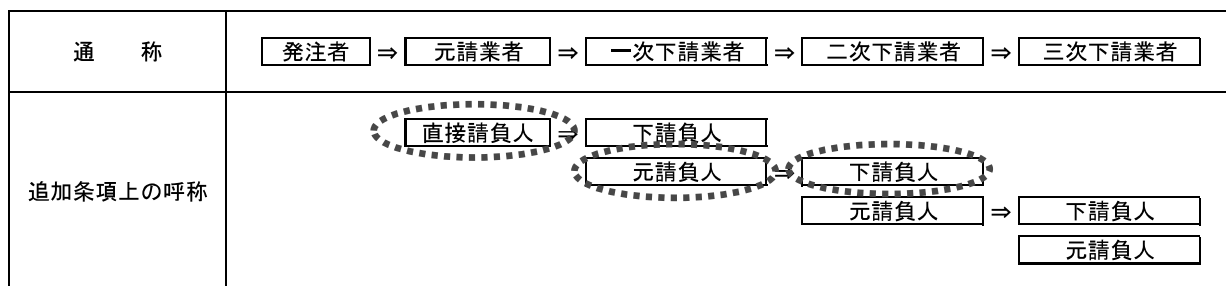 通　　称　発注者 ⇒ 元請業者 ⇒ 一次下請業者 ⇒ 二次下請業者 ⇒ 三次下請業者
直接請負人 ⇒ 下請負人
元請負人 ⇒ 下請負人
追加条項上の呼称
元請負人 ⇒ 下請負人
元請負人